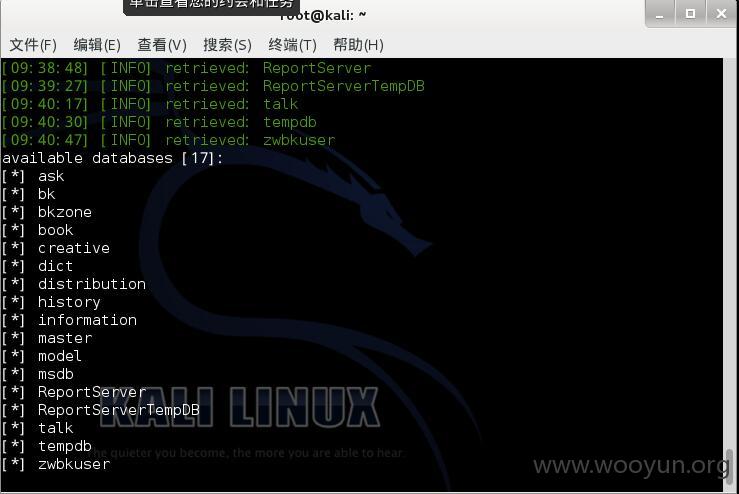 单击查看您的约会和任务
root@kali: ~
文件(F) 编辑(E) 查看(V) 搜索(S) 终端(T) 帮助(H)
[09:38:48] [INFO] retrieved: ReportServer
[09:39:27] [INFO] retrieved: ReportServerTempDB
[09:40:17] [INFO] retrieved: talk
[09:40:30] [INFO] retrieved: tempdb
[09:40:47] [INFO] retrieved: zwbkuser
available databases [17]:
[*] ask
[*] bk
[*] bkzone
[*] book
[*] creative
[*] dict
[*] distribution
[*] history
[*] information
[*] master
[*] model
[*] msdb
[*] ReportServer
[*] ReportServerTempDB
[*] talk
[*] tempdb
[*] zwbkuser
KALI LINUX
The quieter you become, the more you are able to hear.
www.wooyun.org